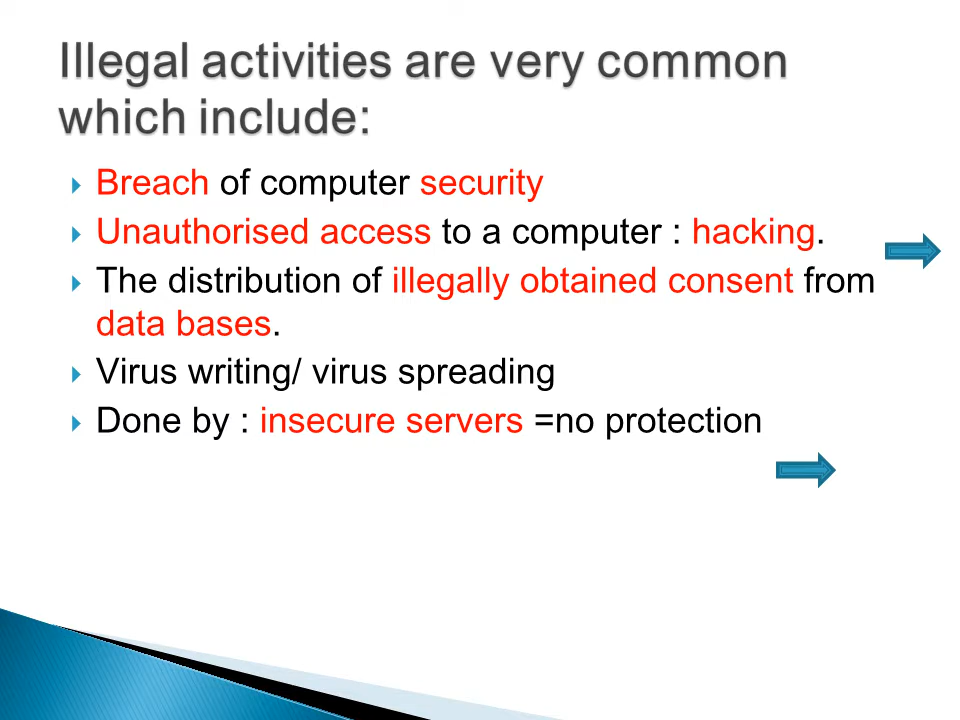 Illegal activities are very common
which include:
Breach of computer security
Unauthorised access to a computer : hacking.
The distribution of illegally obtained consent from
data bases.
Virus writing/ virus spreading
Done by : insecure servers =no protection